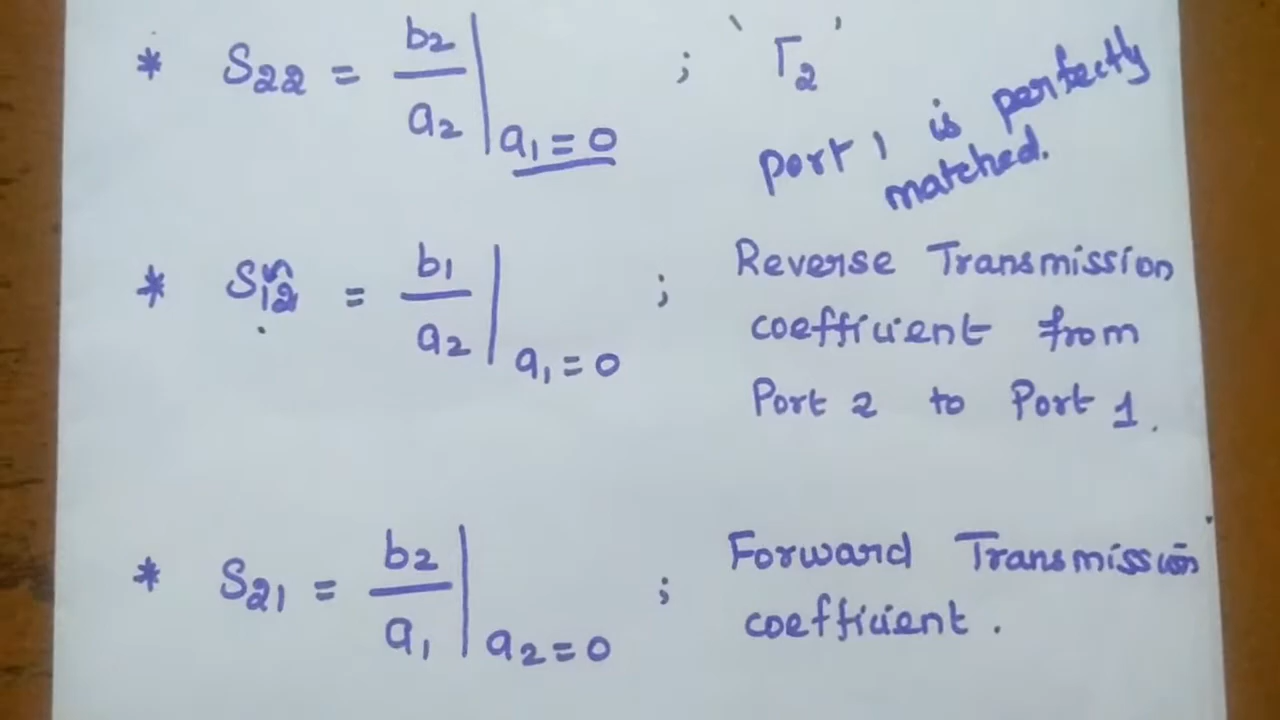 * S22 = b2/a2 | a1=0 ; 'Γ2'
port 1 is perfectly
matched.
* S12 = b1/a2 | a1=0 ; Reverse Transmission
coefficient from
Port 2 to Port 1.
* S21 = b2/a1 | a2=0 ; Forward Transmission
coefficient.